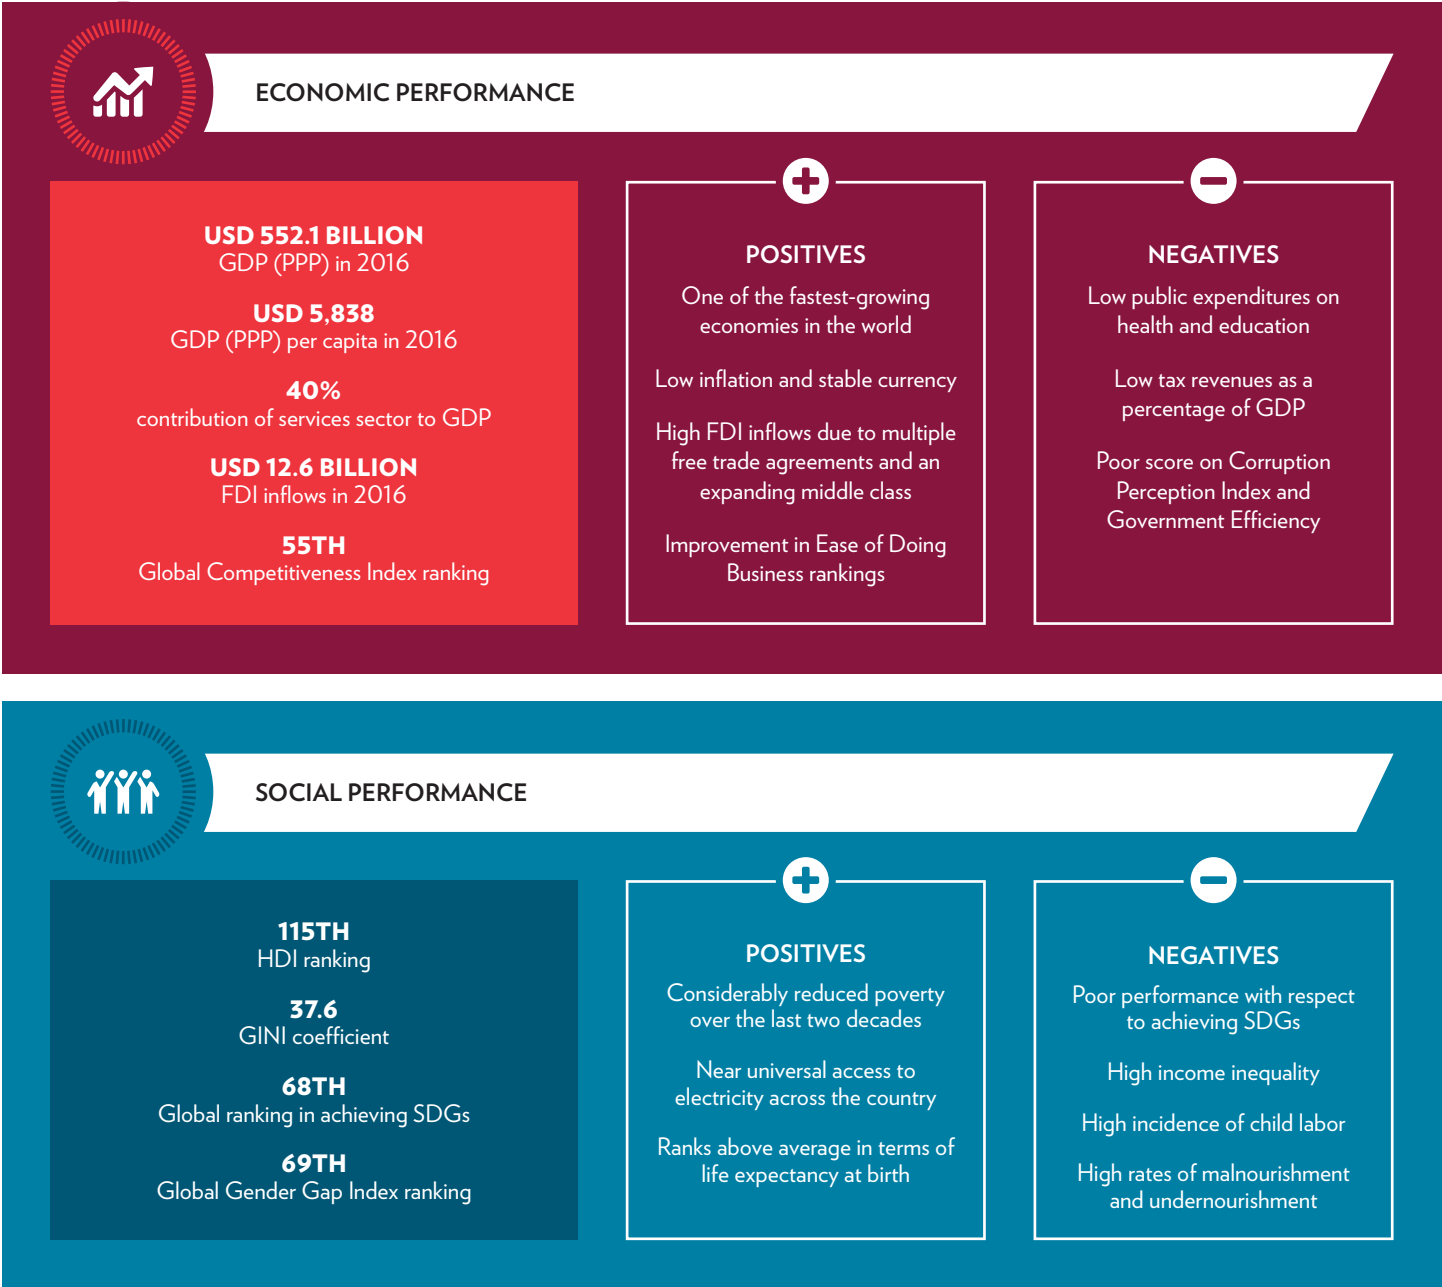 ECONOMIC PERFORMANCE
USD 552.1 BILLION
GDP (PPP) in 2016
USD 5,838
GDP (PPP) per capita in 2016
40%
contribution of services sector to GDP
USD 12.6 BILLION
FDI inflows in 2016
55TH
Global Competitiveness Index ranking
POSITIVES
One of the fastest-growing
economies in the world
Low inflation and stable currency
High FDI inflows due to multiple
free trade agreements and an
expanding middle class
Improvement in Ease of Doing
Business rankings
NEGATIVES
Low public expenditures on
health and education
Low tax revenues as a
percentage of GDP
Poor score on Corruption
Perception Index and
Government Efficiency
SOCIAL PERFORMANCE
115TH
HDI ranking
37.6
GINI coefficient
68TH
Global ranking in achieving SDGs
69TH
Global Gender Gap Index ranking
POSITIVES
Considerably reduced poverty
over the last two decades
Near universal access to
electricity across the country
Ranks above average in terms of
life expectancy at birth
NEGATIVES
Poor performance with respect
to achieving SDGs
High income inequality
High incidence of child labor
High rates of malnourishment
and undernourishment